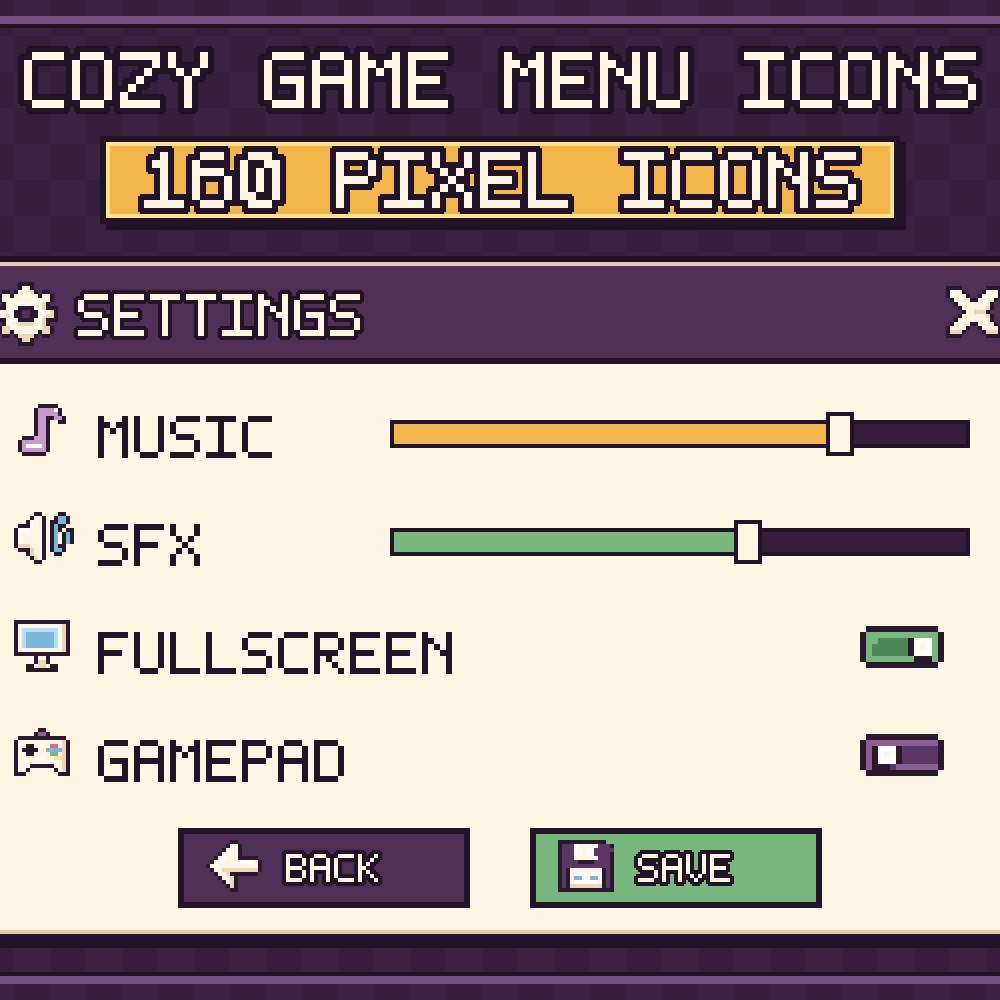 COZY GAME MENU ICONS
160 PIXEL ICONS
SETTINGS
MUSIC
SFX
FULLSCREEN
GAMEPAD
BACK
SAVE